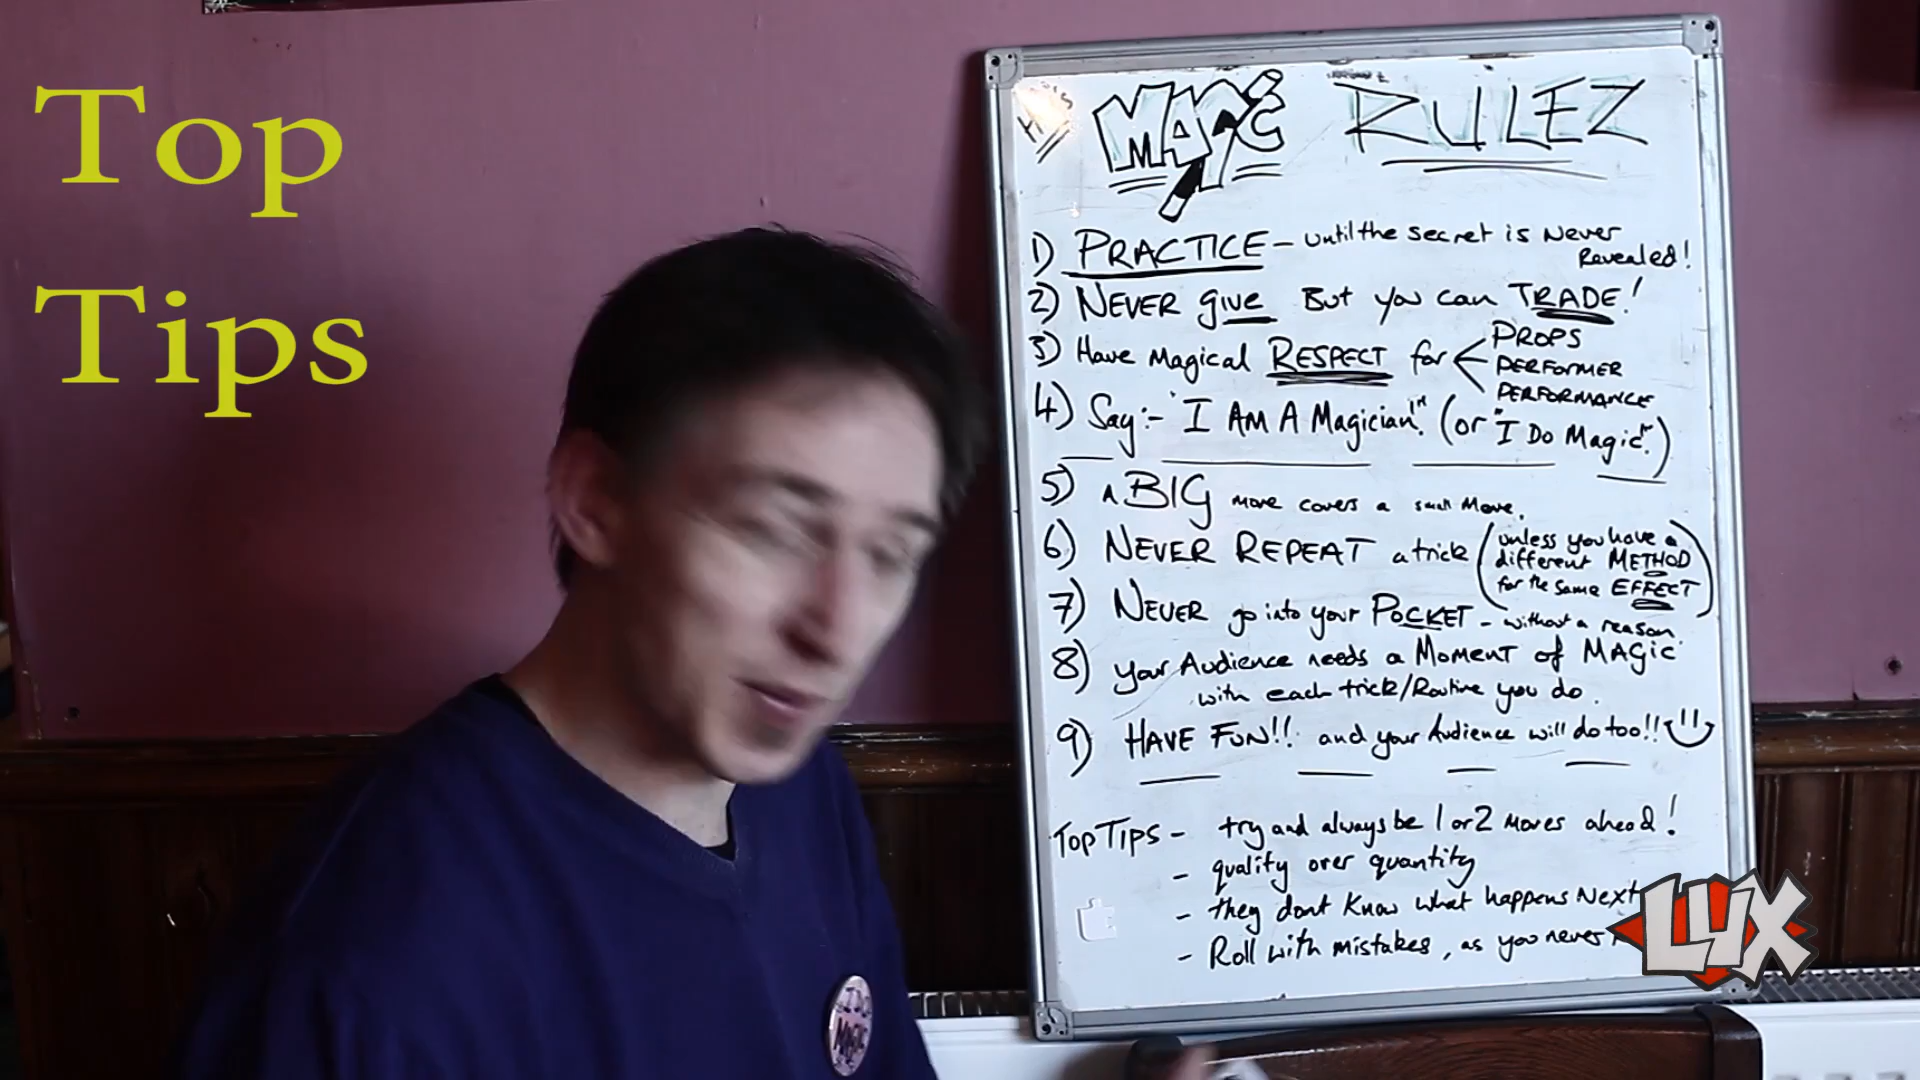 Top
Tips
MAGIC RULEZ
1) PRACTICE - until the secret is Never
Revealed!
2) NEVER give But you can TRADE!
3) Have Magical RESPECT for PROPS
PERFORMER
PERFORMANCE
4) Say:- "I AM A Magician". (or "I Do Magic".)
5) A BIG move covers a small Move.
6) NEVER REPEAT a trick (unless you have a
different METHOD
for the same EFFECT)
7) NEVER go into your POCKET - without a reason.
8) your Audience needs a MOMENT of MAGIC
with each trick/Routine you do.
9) HAVE FUN!! and your Audience will do too!!
TOP TIPS - try and always be 1 or 2 moves ahead!
- quality over quantity
- they dont know what happens Next
- Roll with mistakes, as you never
LYX
I DO
MAGIC